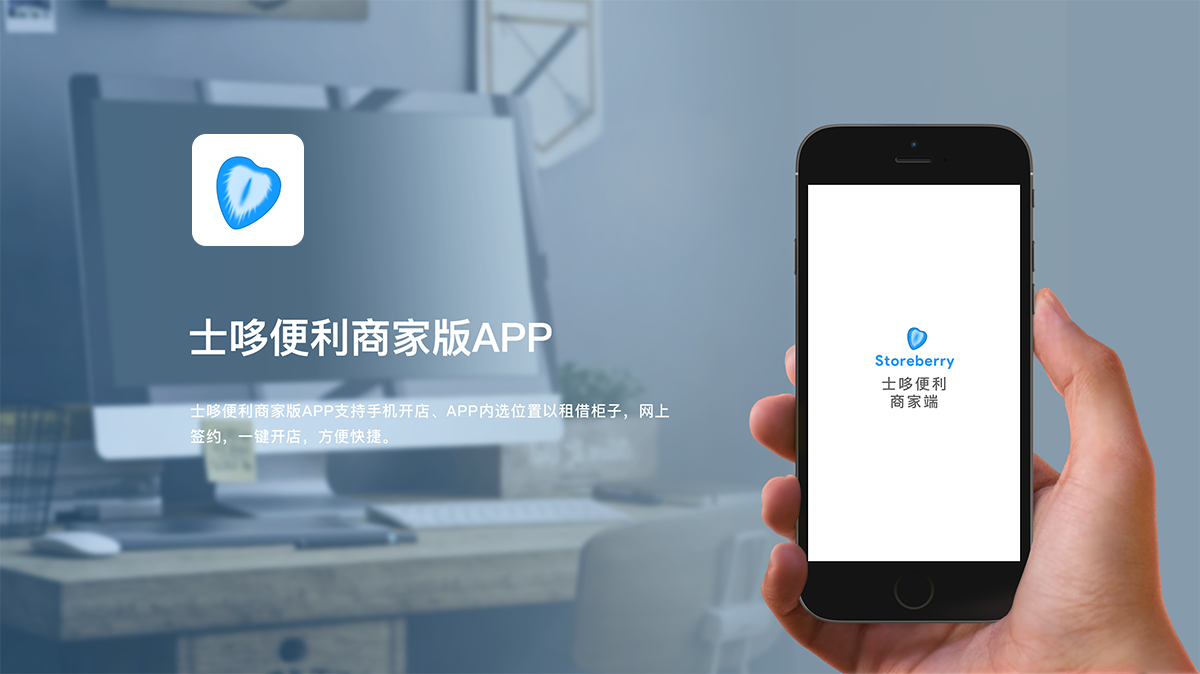 士哆便利商家版APP
士哆便利商家版APP支持手机开店、APP内选位置以租借柜子，网上
签约，一键开店，方便快捷。
Storeberry
士哆便利
商家端